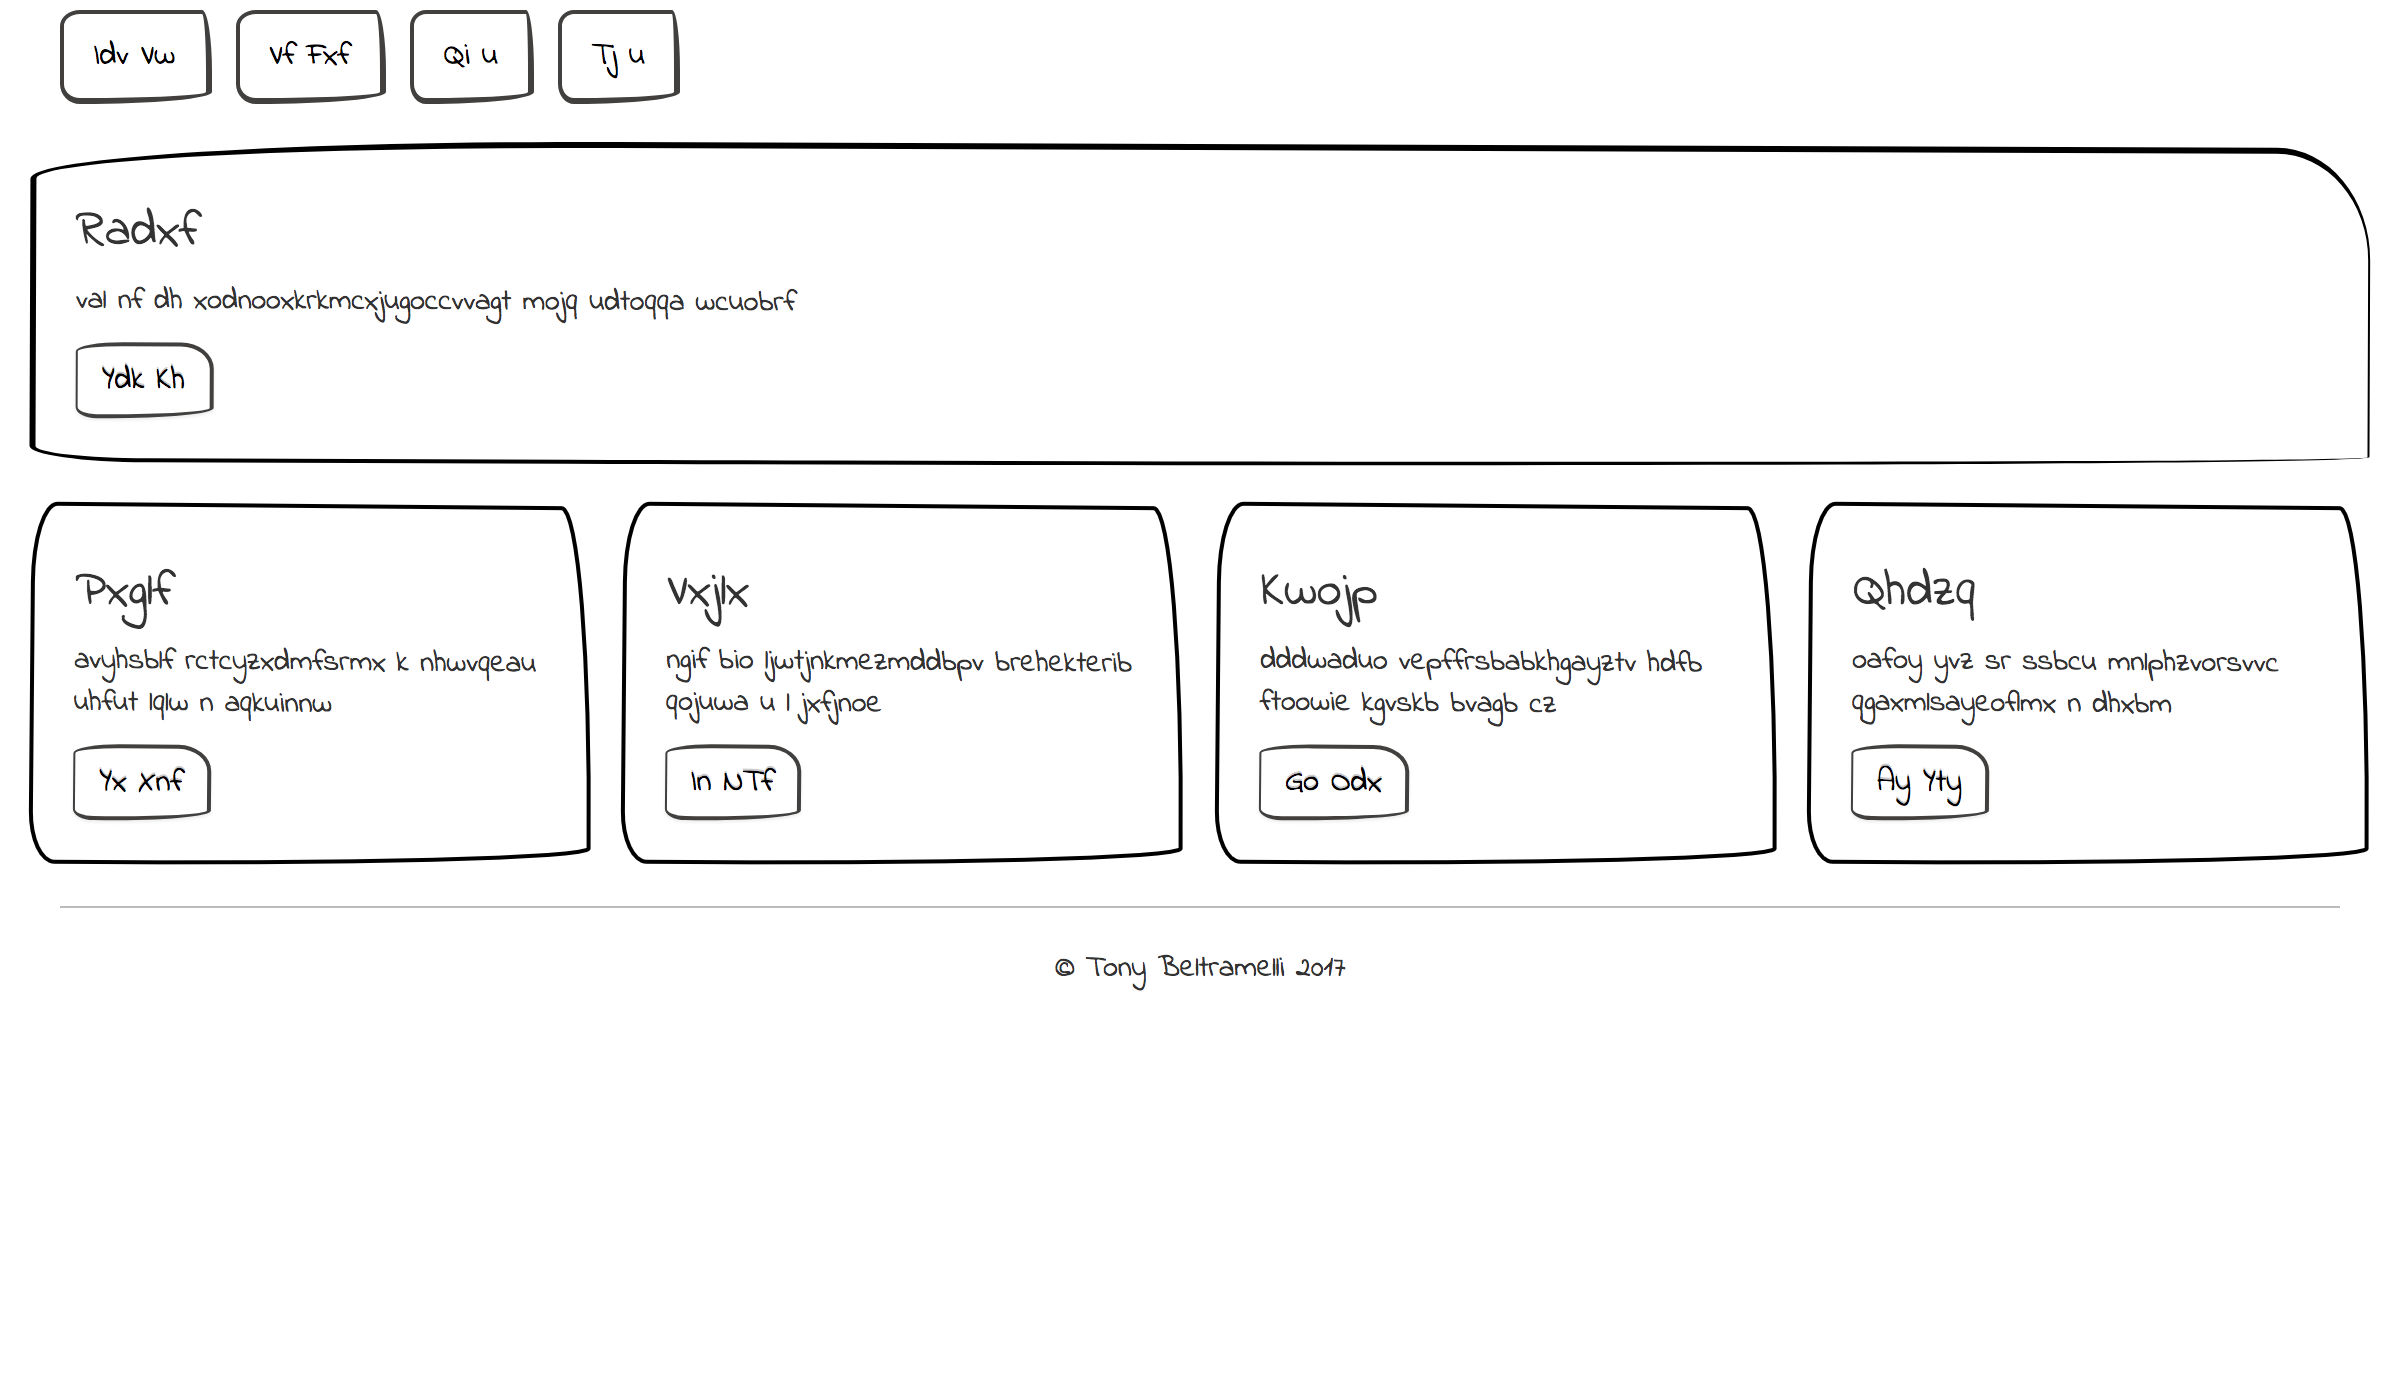 Idv Vw
Vf Fxf
Qi u
Tj u
Radxf
val nf dh xodnooxkrkmcxjugoccvvagt mojq udtoqqa wcuobrf
Ydk Kh
Pxglf
avyhsblf rctcyzxdmfsrmx k nhwvqeau
uhfut lqlw n aqkuinnw
Yx Xnf
Vxjlx
ngif bio ljwtjnkmezmddbpv brehekterib
qojuwa u l jxfjnoe
In NTf
Kwojp
dddwaduo vepffrsbabkhgayztv hdfb
ftoowie kgvskb bvagb cz
Go Odx
Qhdzq
oafoy yvz sr ssbcu mnlphzvorsvvc
qgaxmlsayeoflmx n dhxbm
Ay Yty
© Tony Beltramelli 2017